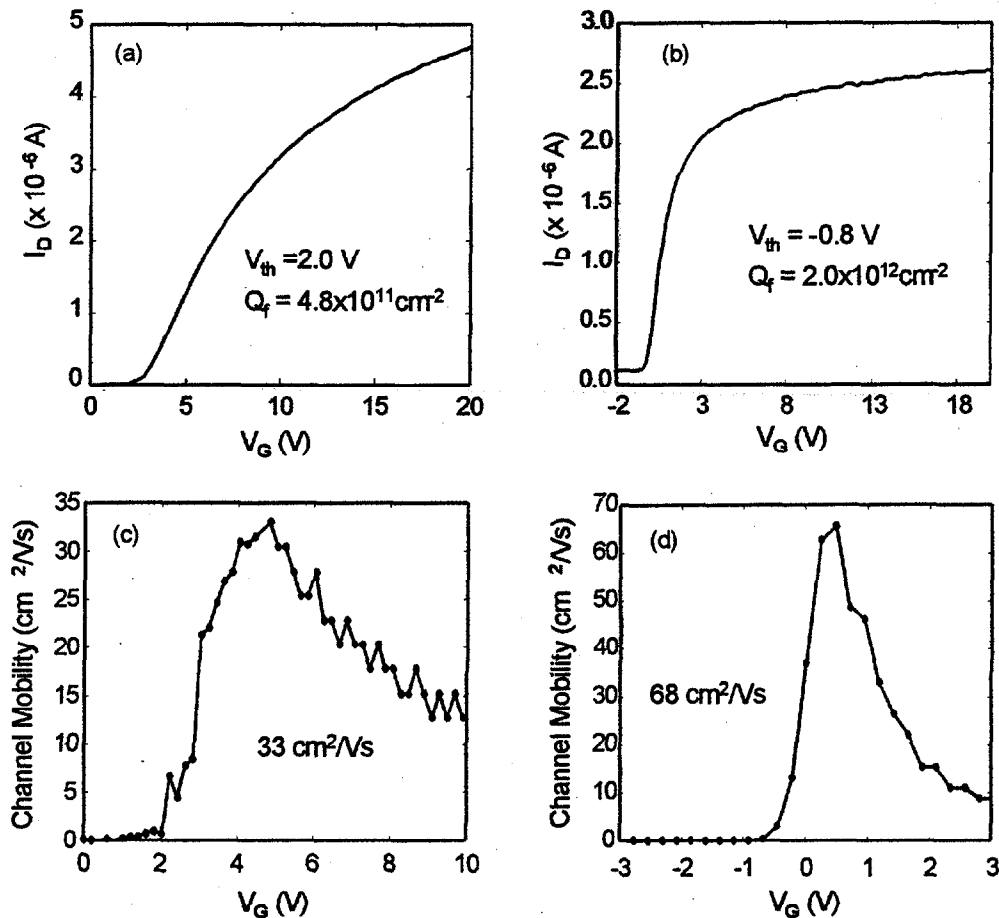 (a)
5
4
3
2
1
0
I_D (x 10^-6 A)
V_th =2.0 V
Q_f = 4.8x10^11cm^-2
0 5 10 15 20
V_G (V)
(b)
3.0
2.5
2.0
1.5
1.0
0.5
0.0
I_D (x 10^-6 A)
V_th = -0.8 V
Q_f = 2.0x10^12cm^-2
-2 3 8 13 18
V_G (V)
(c)
35
30
25
20
15
10
5
0
Channel Mobility (cm 2/Vs)
33 cm^2/Vs
0 2 4 6 8 10
V_G (V)
(d)
70
60
50
40
30
20
10
0
Channel Mobility (cm 2/Vs)
68 cm^2/Vs
-3 -2 -1 0 1 2 3
V_G (V)